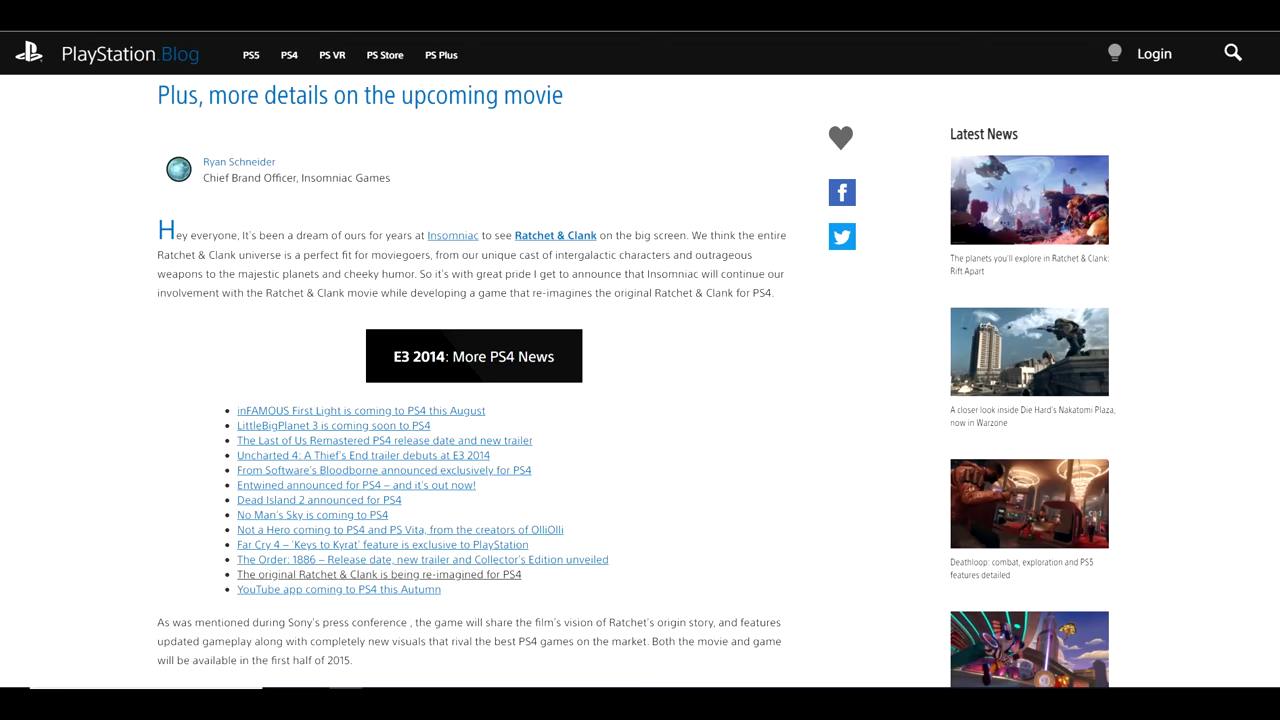 PlayStation.Blog PS5 PS4 PS VR PS Store PS Plus Login
Plus, more details on the upcoming movie
Ryan Schneider
Chief Brand Officer, Insomniac Games
Hey everyone, It's been a dream of ours for years at Insomniac to see Ratchet & Clank on the big screen. We think the entire
Ratchet & Clank universe is a perfect fit for moviegoers, from our unique cast of intergalactic characters and outrageous
weapons to the majestic planets and cheeky humor. So it's with great pride I get to announce that Insomniac will continue our
involvement with the Ratchet & Clank movie while developing a game that re-imagines the original Ratchet & Clank for PS4.
E3 2014: More PS4 News
inFAMOUS First Light is coming to PS4 this August
LittleBigPlanet 3 is coming soon to PS4
The Last of Us Remastered PS4 release date and new trailer
Uncharted 4: A Thief's End trailer debuts at E3 2014
From Software's Bloodborne announced exclusively for PS4
Entwined announced for PS4 – and it's out now!
Dead Island 2 announced for PS4
No Man's Sky is coming to PS4
Not a Hero coming to PS4 and PS Vita, from the creators of OlliOlli
Far Cry 4 – 'Keys to Kyrat' feature is exclusive to PlayStation
The Order: 1886 – Release date, new trailer and Collector's Edition unveiled
The original Ratchet & Clank is being re-imagined for PS4
YouTube app coming to PS4 this Autumn
As was mentioned during Sony's press conference , the game will share the film's vision of Ratchet's origin story, and features
updated gameplay along with completely new visuals that rival the best PS4 games on the market. Both the movie and game
will be available in the first half of 2015.
Latest News
The planets you'll explore in Ratchet & Clank:
Rift Apart
A closer look inside Die Hard's Nakatomi Plaza,
now in Warzone
Deathloop: combat, exploration and PS5
features detailed